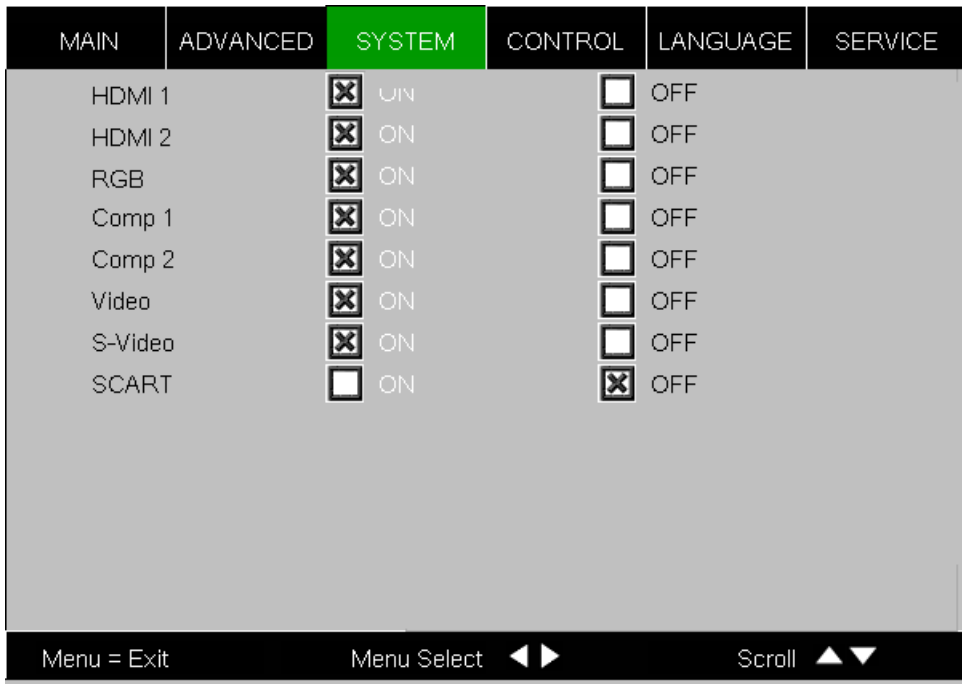 MAIN ADVANCED SYSTEM CONTROL LANGUAGE SERVICE
HDMI 1 ON OFF
HDMI 2 ON OFF
RGB ON OFF
Comp 1 ON OFF
Comp 2 ON OFF
Video ON OFF
S-Video ON OFF
SCART ON OFF
Menu = Exit Menu Select Scroll